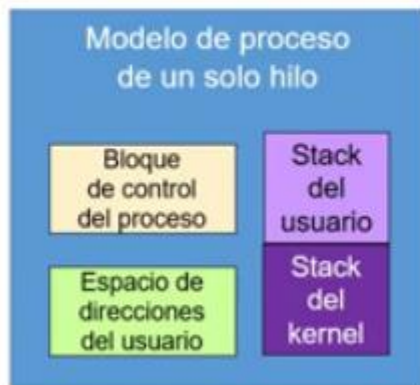 Modelo de proceso
de un solo hilo
Bloque
de control
del proceso
Stack
del
usuario
Espacio de
direcciones
del usuario
Stack
del
kernel